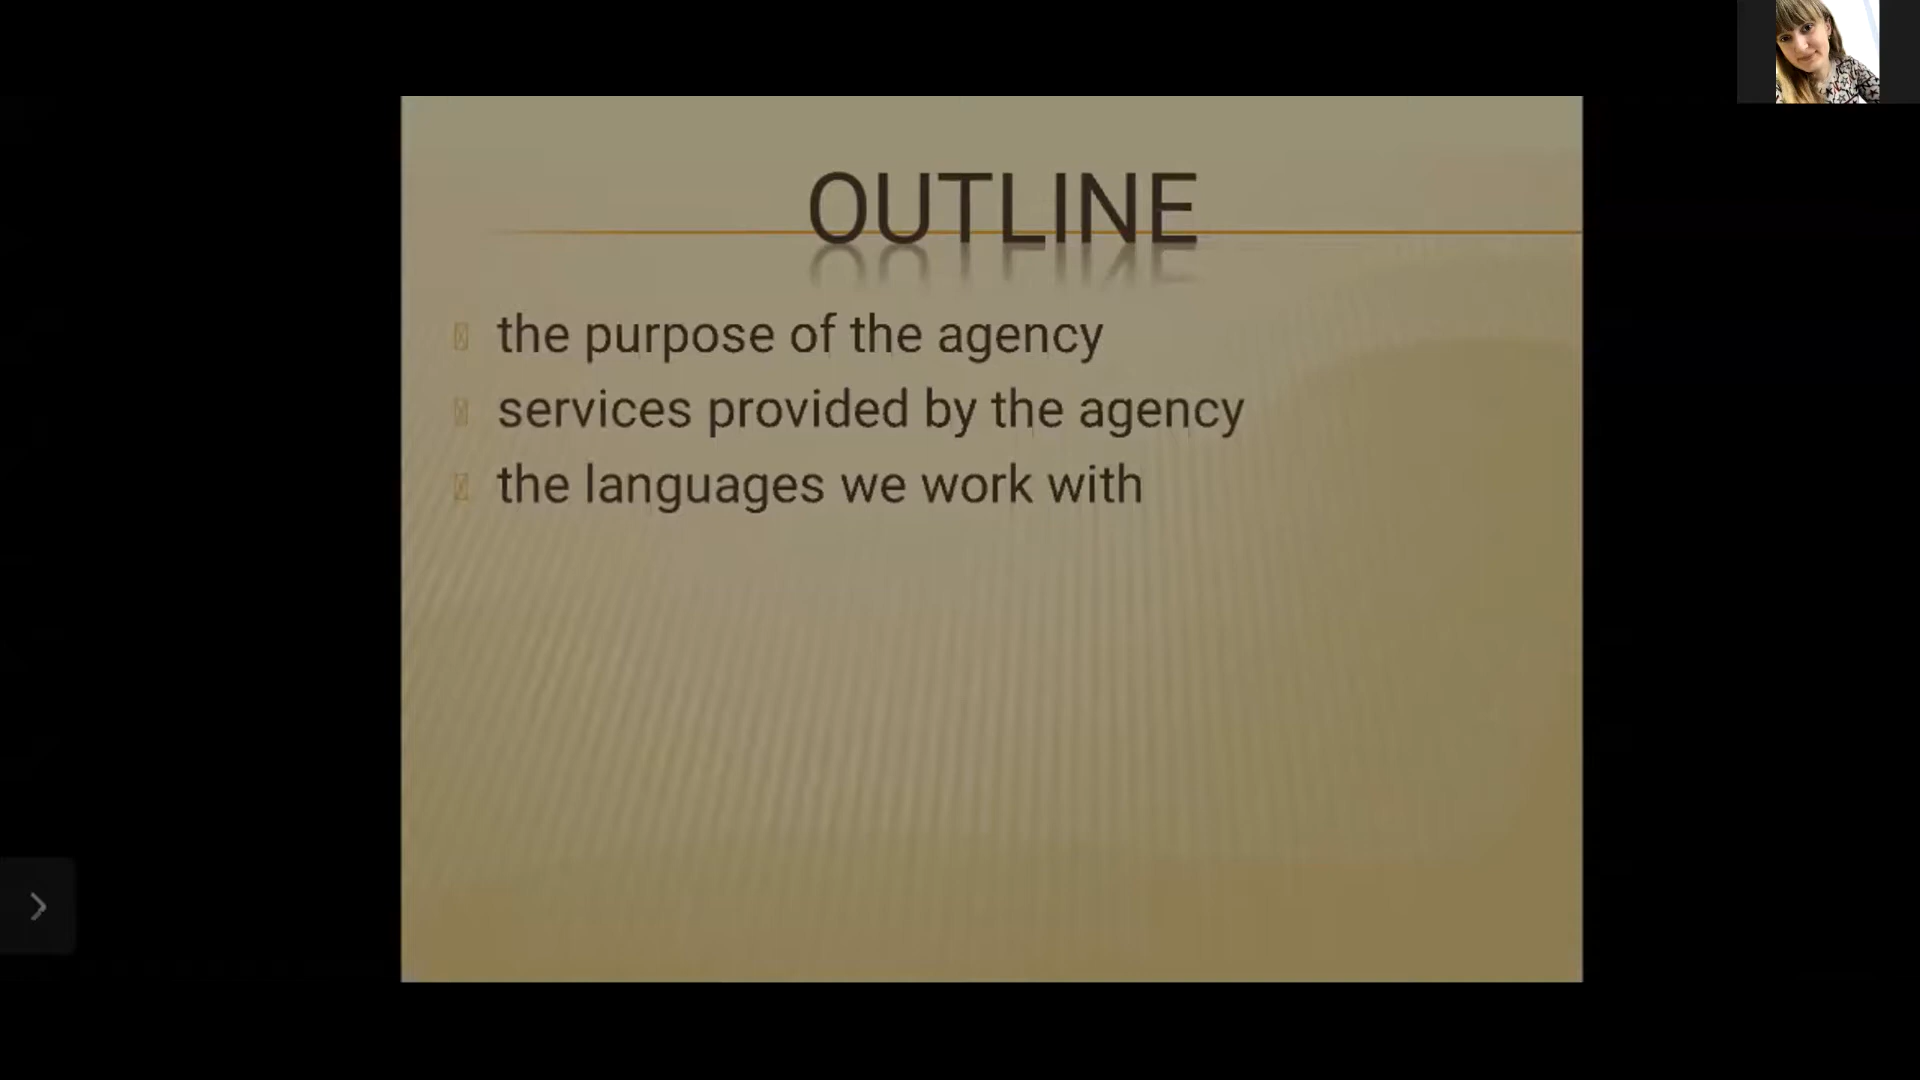 OUTLINE
the purpose of the agency
services provided by the agency
the languages we work with